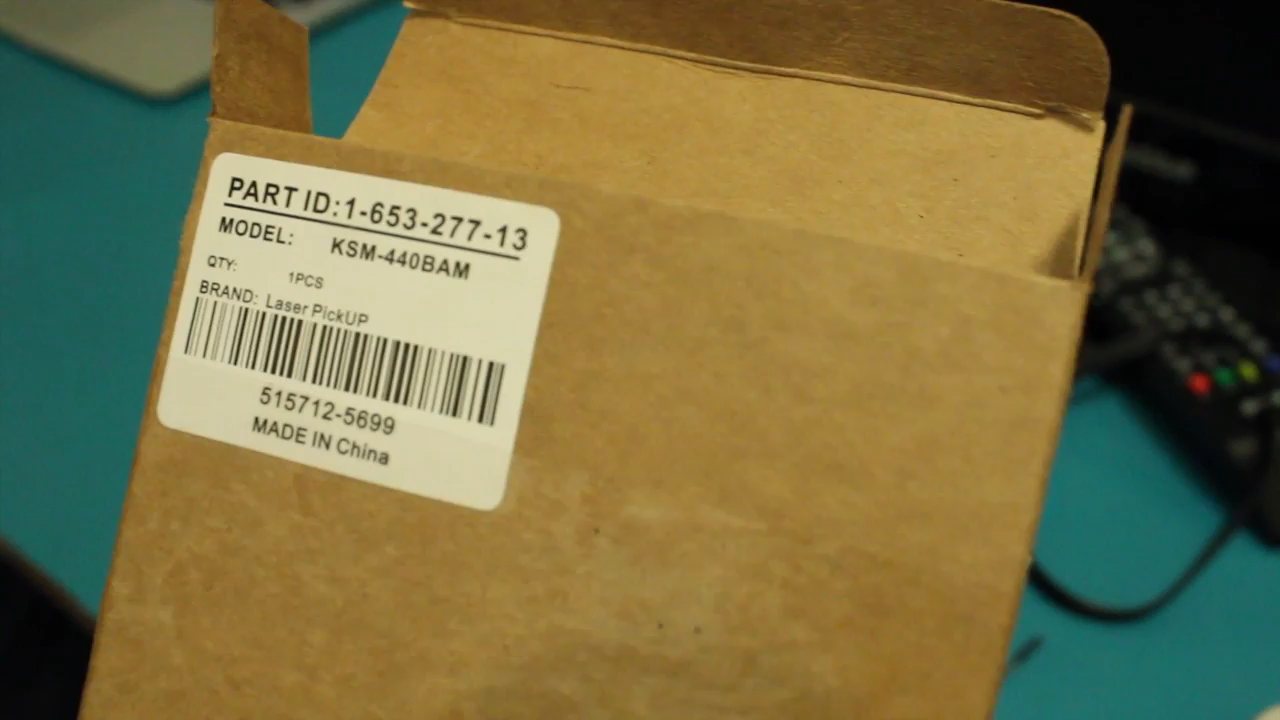 PART ID:1-653-277-13
MODEL: KSM-440BAM
QTY: 1PCS
BRAND: Laser PickUP
515712-5699
MADE IN China